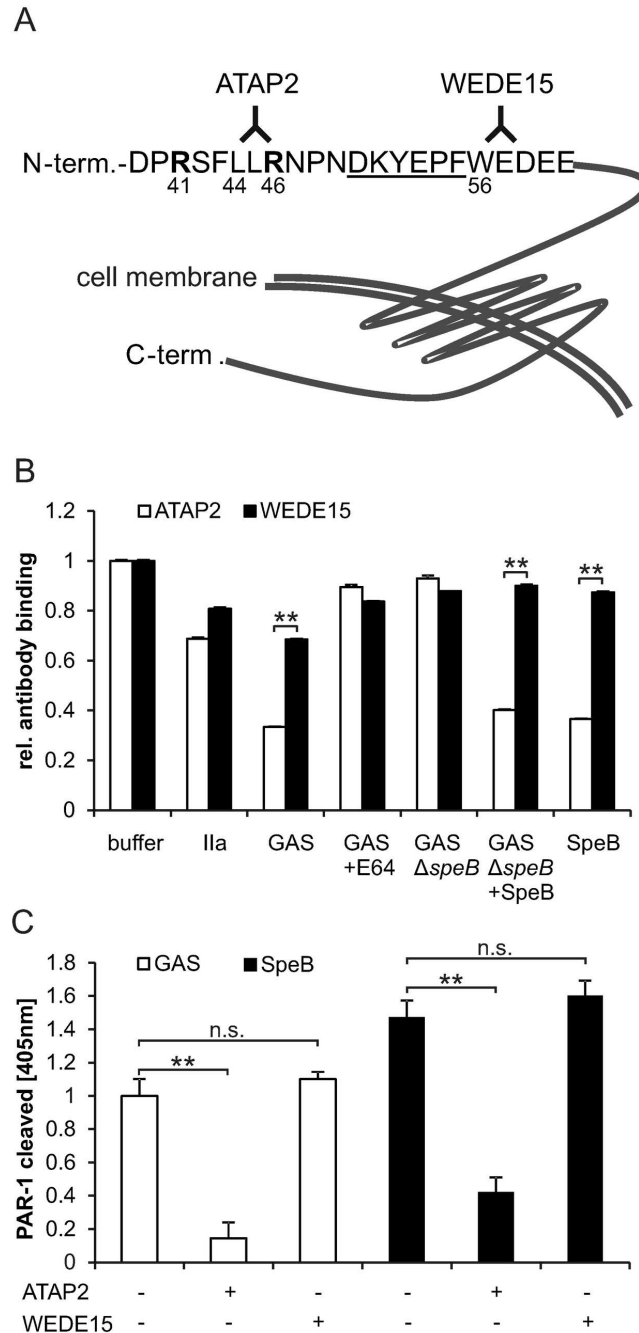 A
ATAP2 WEDE15
N-term.-DPRSFLLRNPNDKYEPFWEDEE
41 44 46 56
cell membrane
C-term .
B
ATAP2 WEDE15
rel. antibody binding
1.2
1
0.8
0.6
0.4
0.2
0
** ** **
buffer IIa GAS GAS GAS GAS SpeB
+E64 ΔspeB ΔspeB
+SpeB
C
GAS SpeB
PAR-1 cleaved [405nm]
1.8
1.6
1.4
1.2
1
0.8
0.6
0.4
0.2
0
n.s.
**
n.s.
**
ATAP2 - + - - + -
WEDE15 - - + - - +